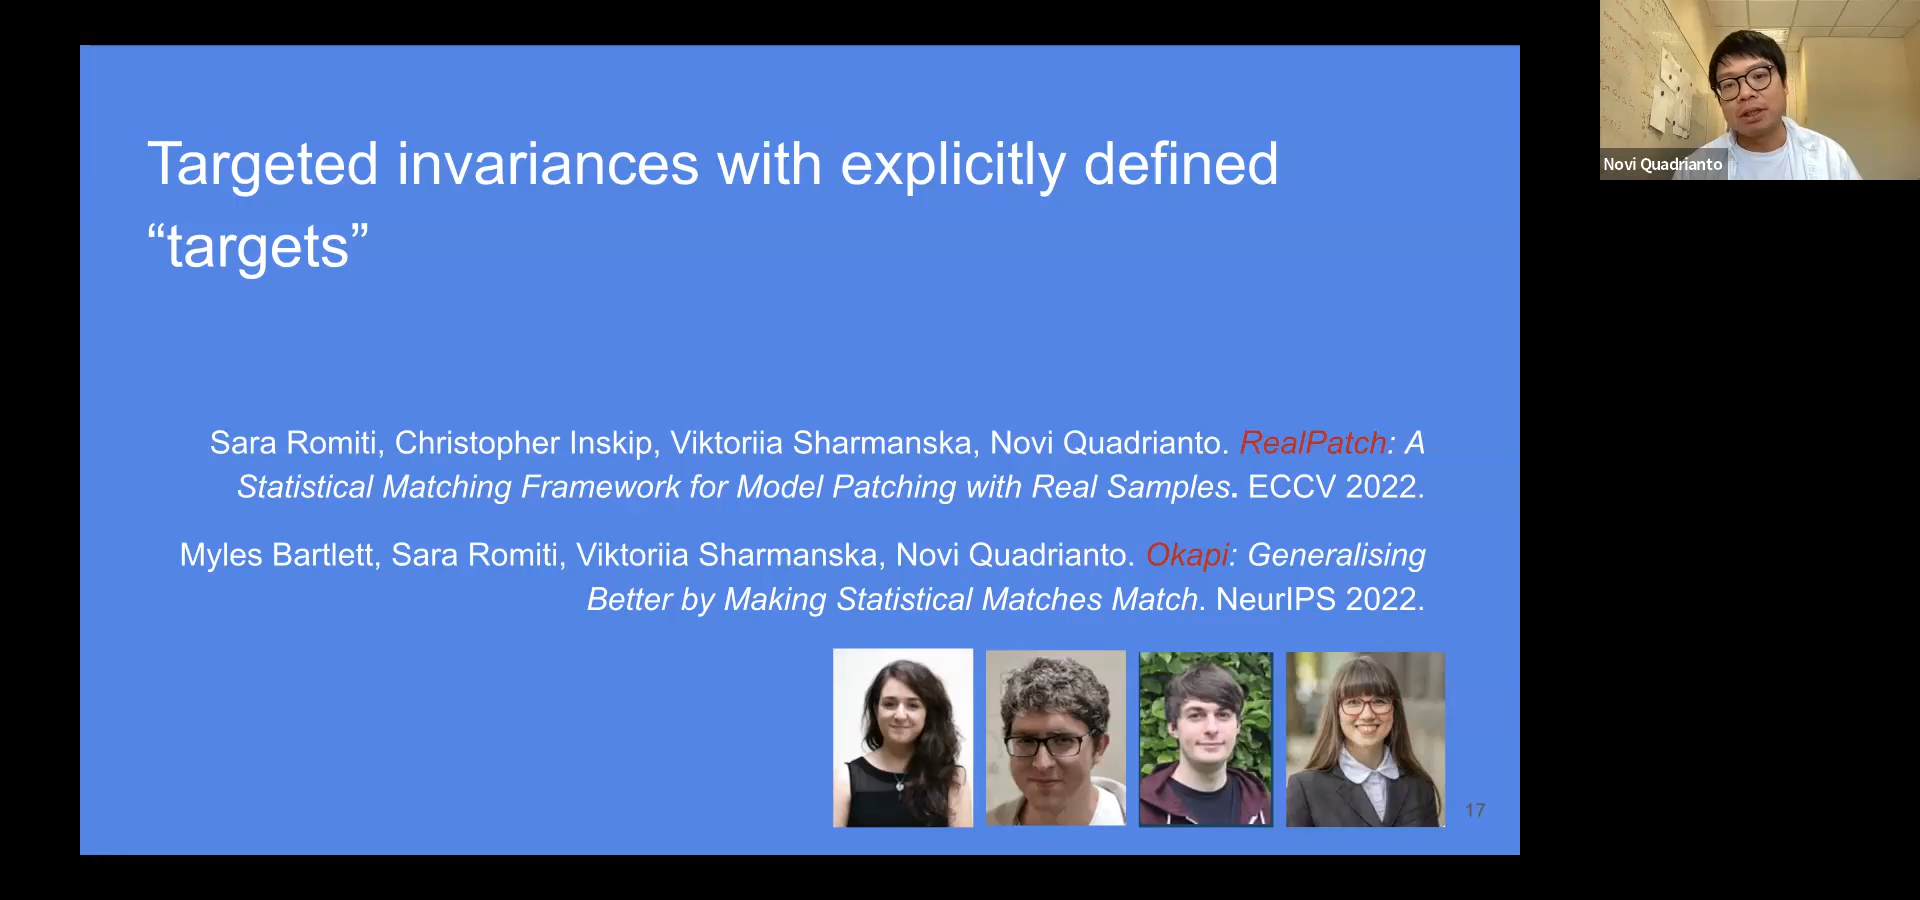 Targeted invariances with explicitly defined
“targets”
Sara Romiti, Christopher Inskip, Viktoriia Sharmanska, Novi Quadrianto. RealPatch: A
Statistical Matching Framework for Model Patching with Real Samples. ECCV 2022.
Myles Bartlett, Sara Romiti, Viktoriia Sharmanska, Novi Quadrianto. Okapi: Generalising
Better by Making Statistical Matches Match. NeurIPS 2022.
17
Novi Quadrianto